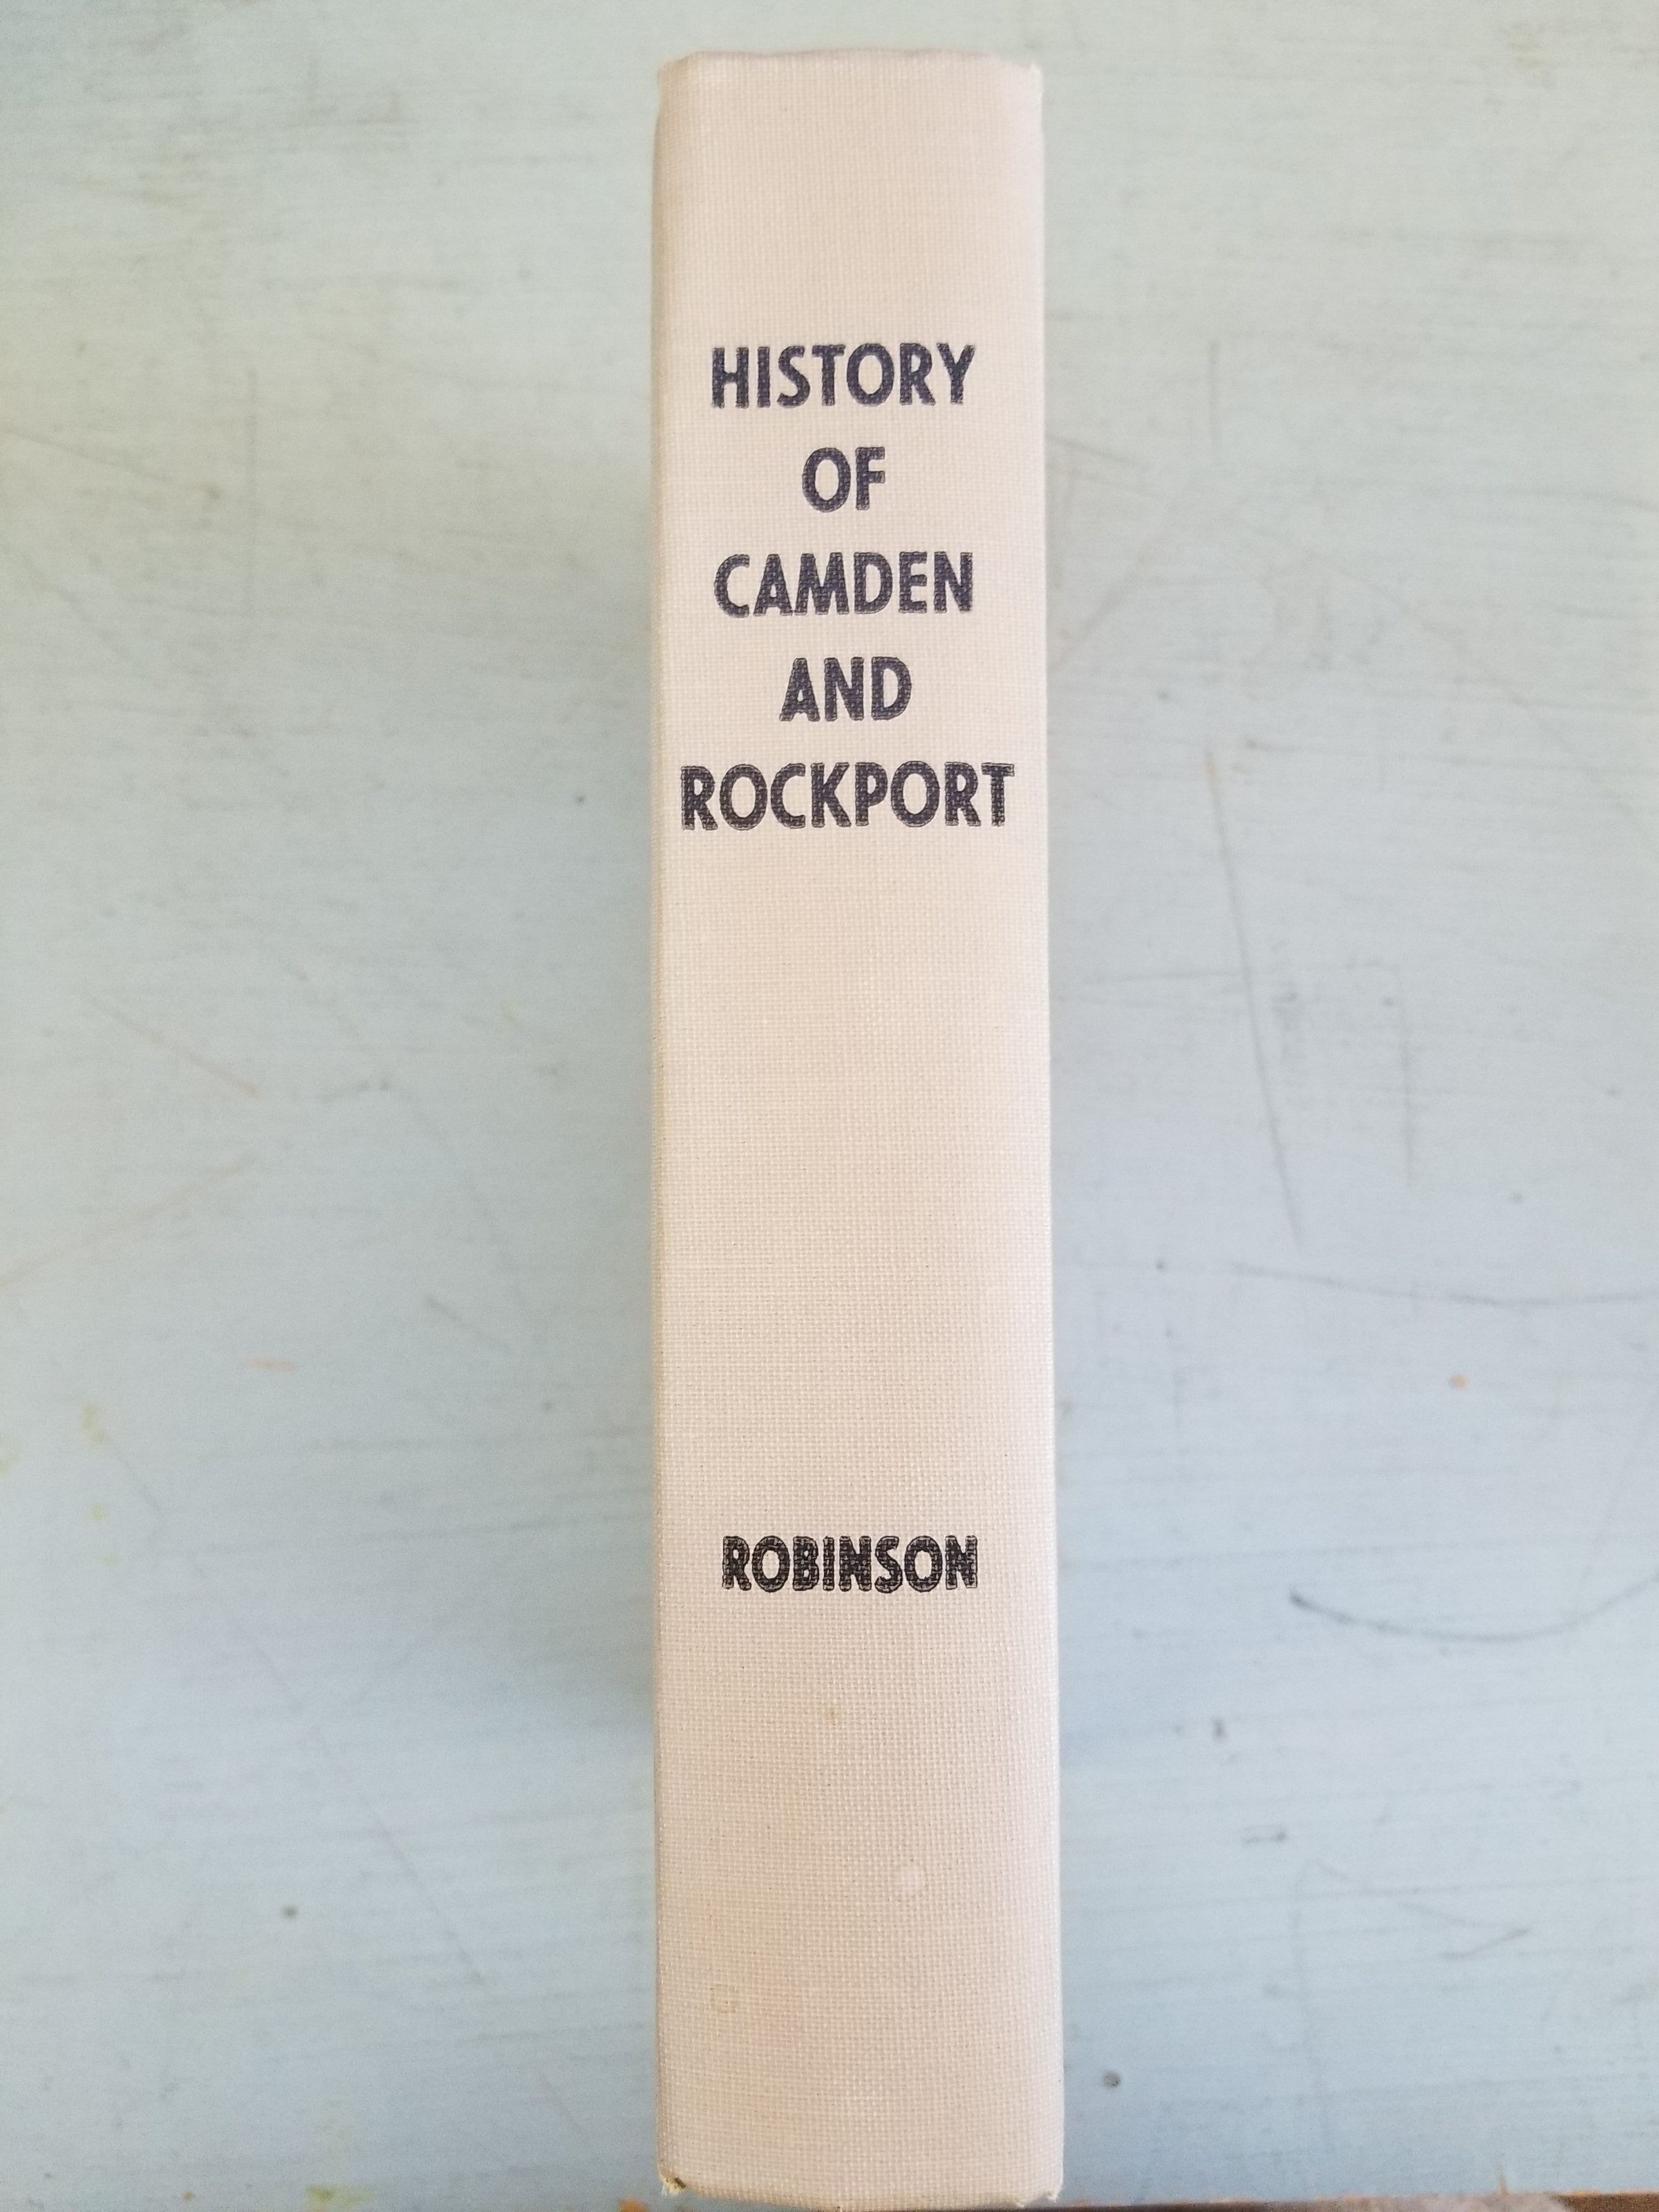 HISTORY
OF
CAMDEN
AND
ROCKPORT
ROBINSON